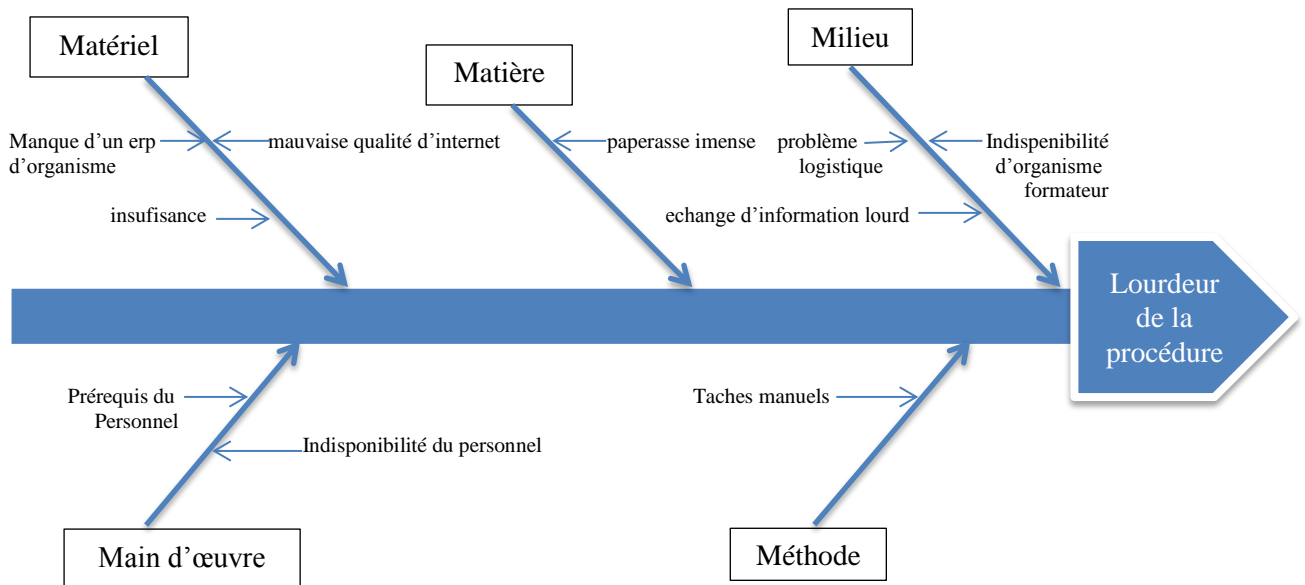 Matériel
Matière
Milieu
Manque d'un erp
d'organisme
mauvaise qualité d'internet
insufisance
paperasse imense
problème
logistique
Indispenibilité
d'organisme
formateur
echange d'information lourd
Lourdeur
de la
procédure
Prérequis du
Personnel
Indisponibilité du personnel
Taches manuels
Main d'œuvre
Méthode